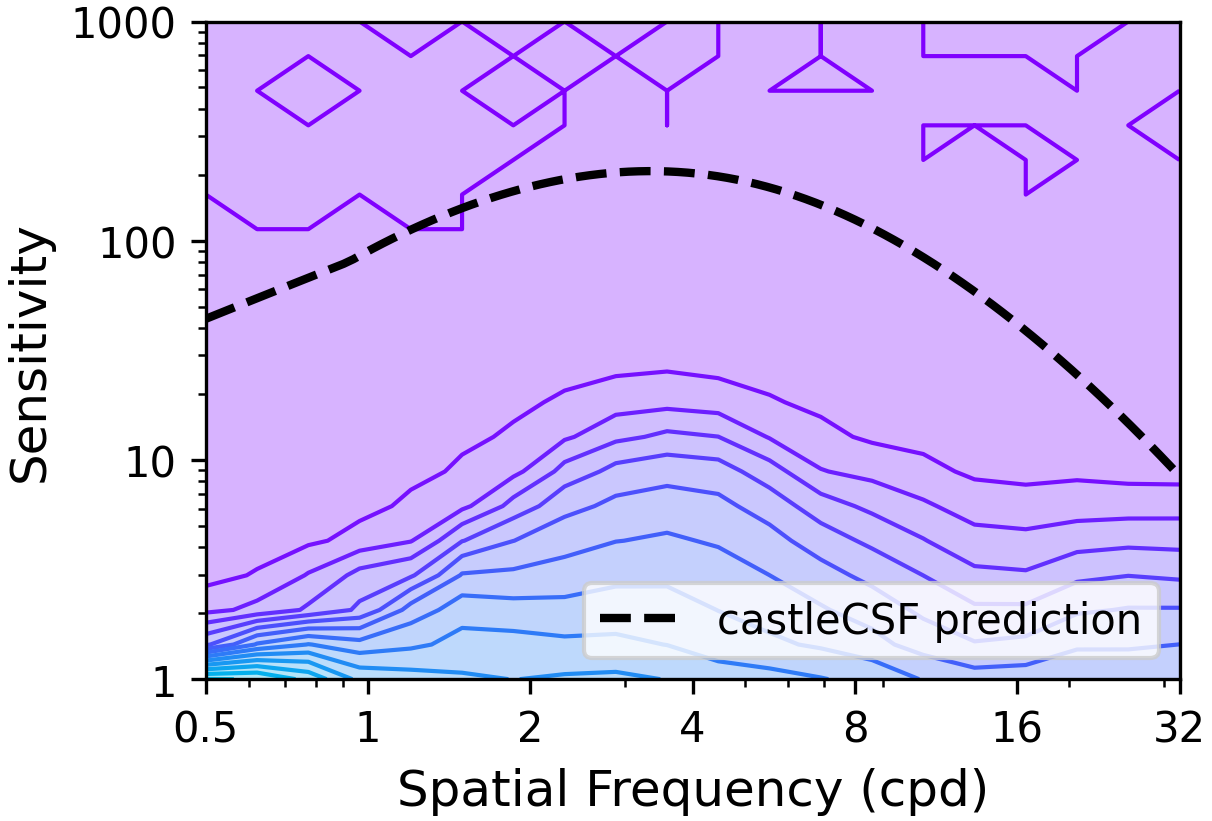 1000
100
10
1
Sensitivity
castleCSF prediction
0.5 1 2 4 8 16 32
Spatial Frequency (cpd)